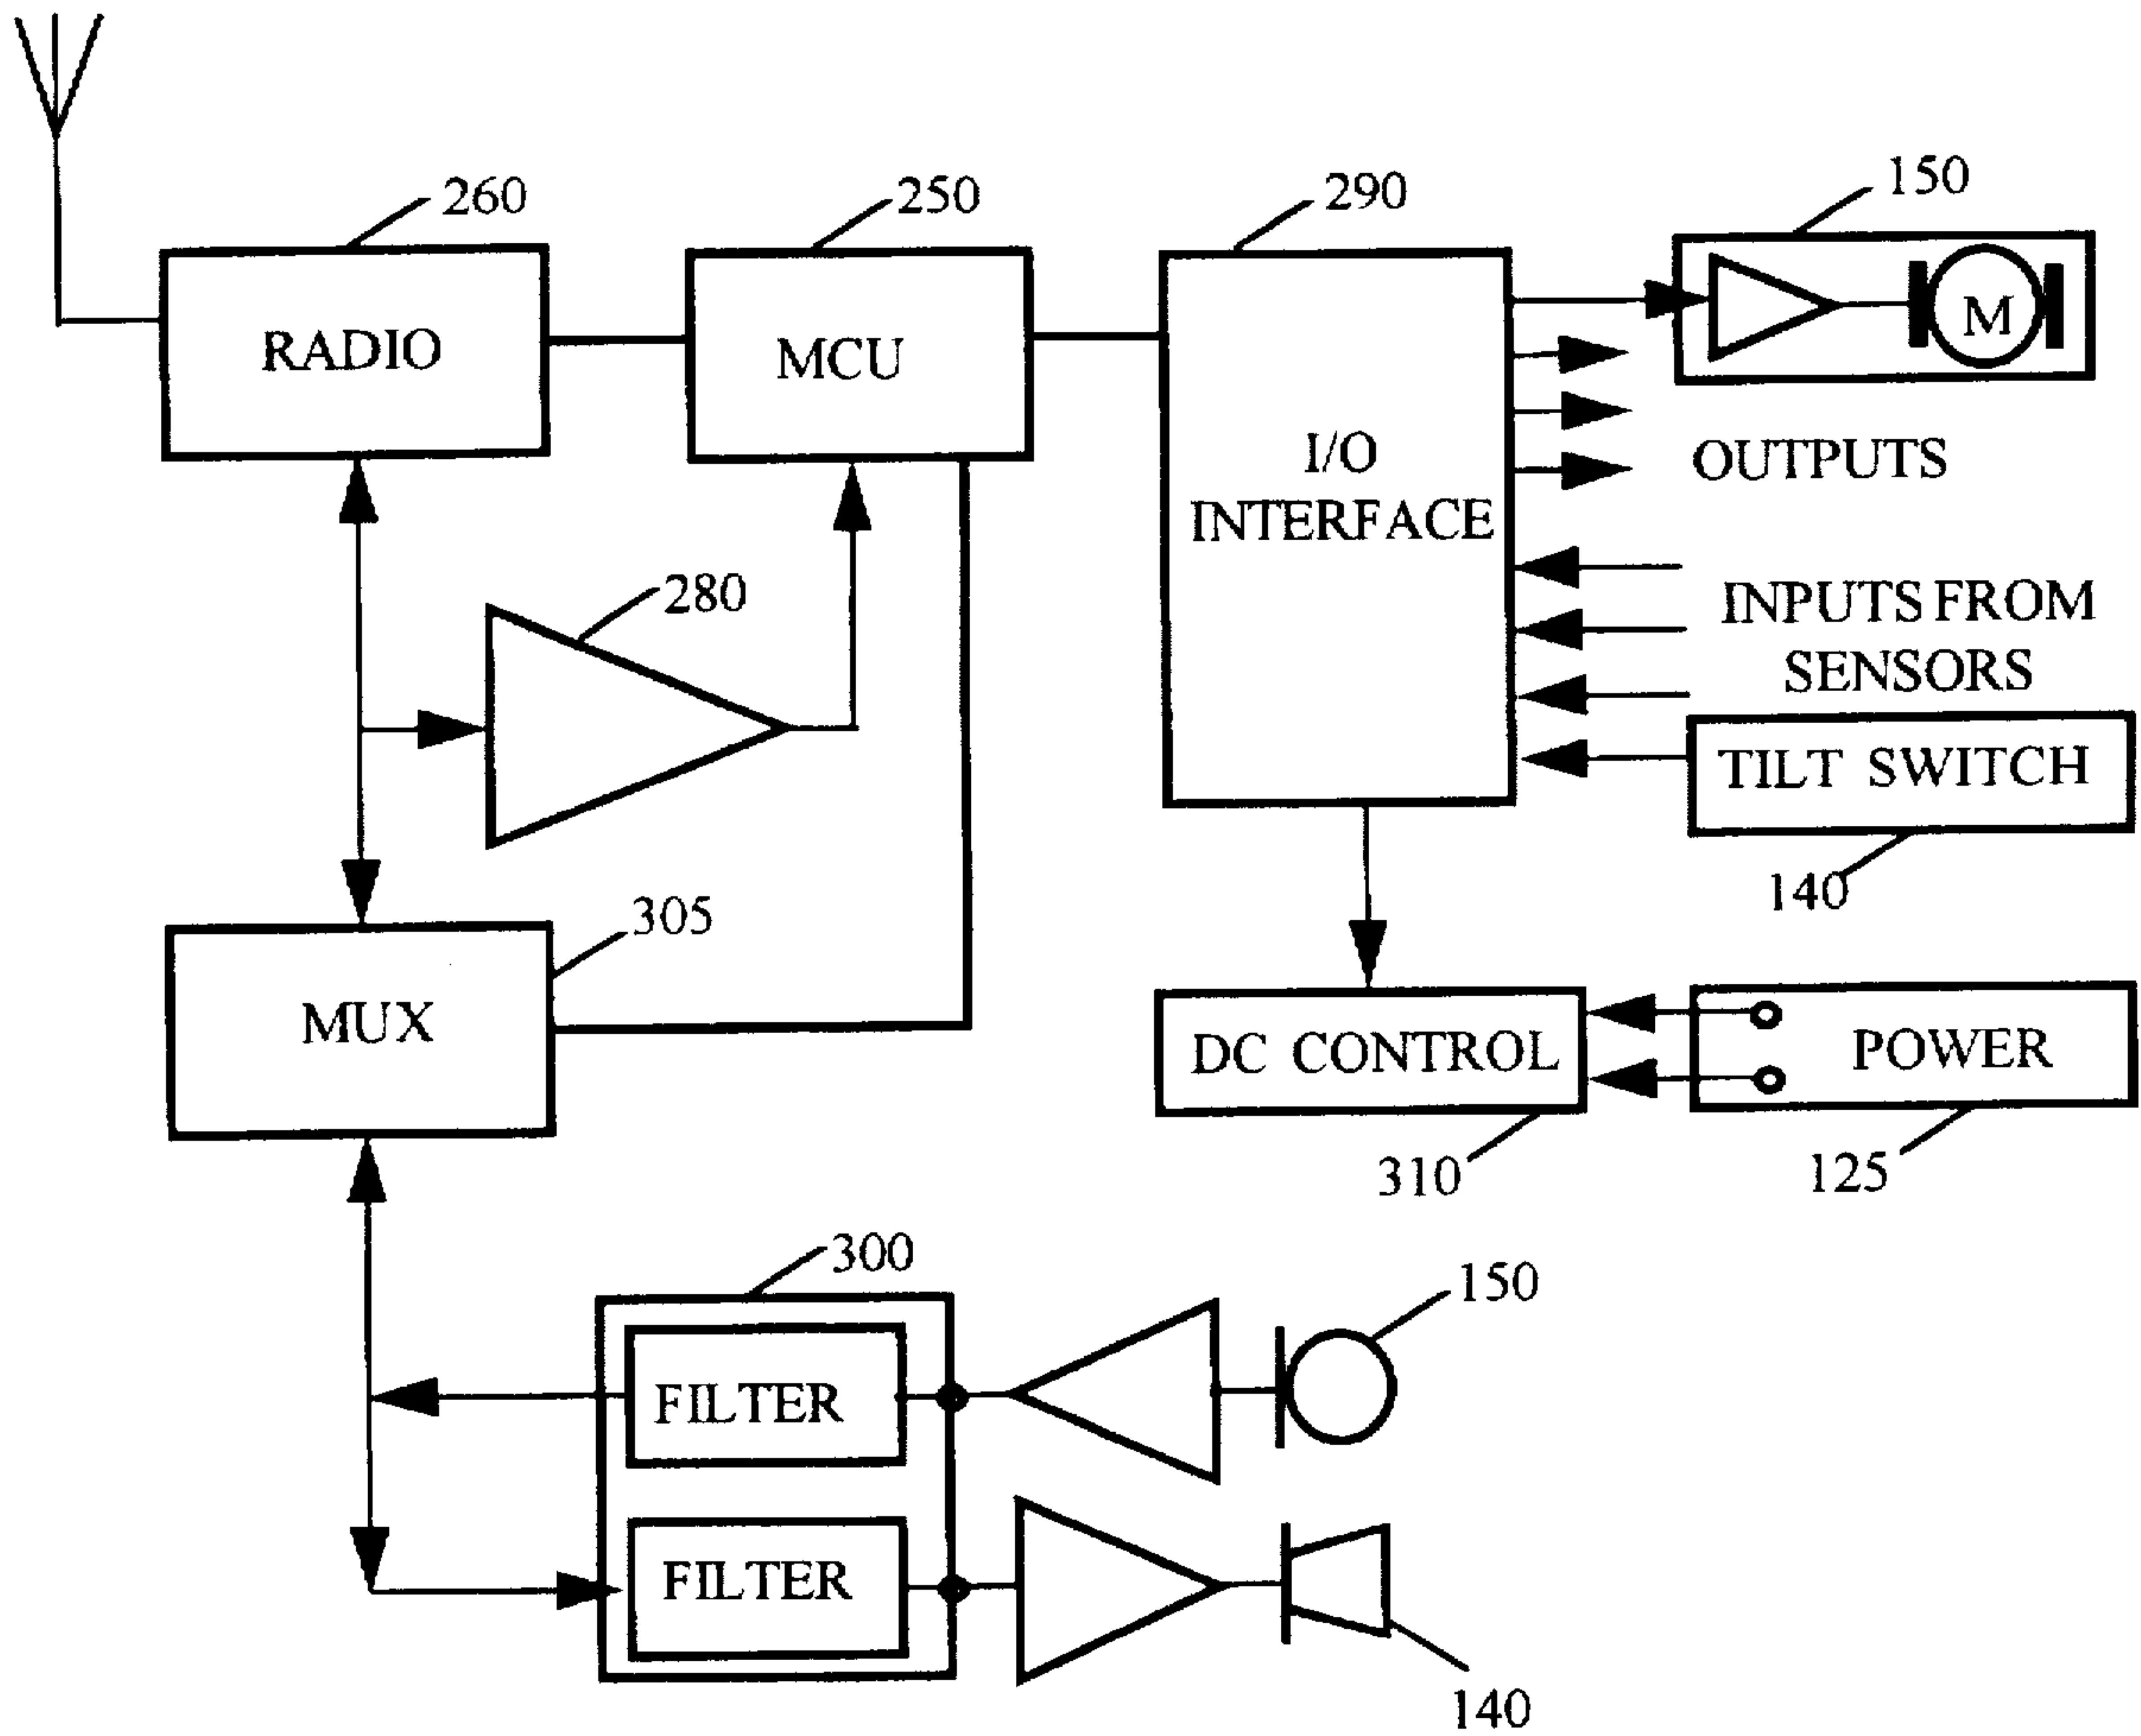 260
250
290
150
RADIO
MCU
I/O
INTERFACE
M
OUTPUTS
280
INPUTS FROM
SENSORS
TILT SWITCH
140
305
MUX
DC CONTROL
POWER
310
125
300
150
FILTER
FILTER
140